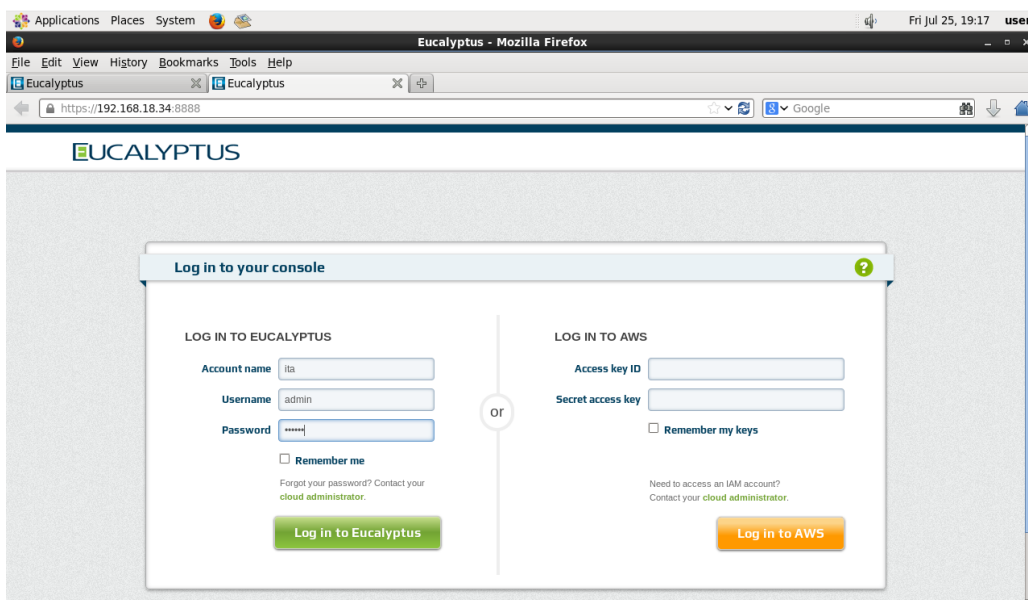 Applications Places System Fri Jul 25, 19:17 user
Eucalyptus - Mozilla Firefox
File Edit View History Bookmarks Tools Help
Eucalyptus Eucalyptus
https://192.168.18.34:8888 Google
EUCALYPTUS
Log in to your console ?
LOG IN TO EUCALYPTUS
Account name ita
Username admin
Password ••••••
Remember me
Forgot your password? Contact your
cloud administrator.
Log in to Eucalyptus
or
LOG IN TO AWS
Access key ID
Secret access key
Remember my keys
Need to access an IAM account?
Contact your cloud administrator.
Log in to AWS